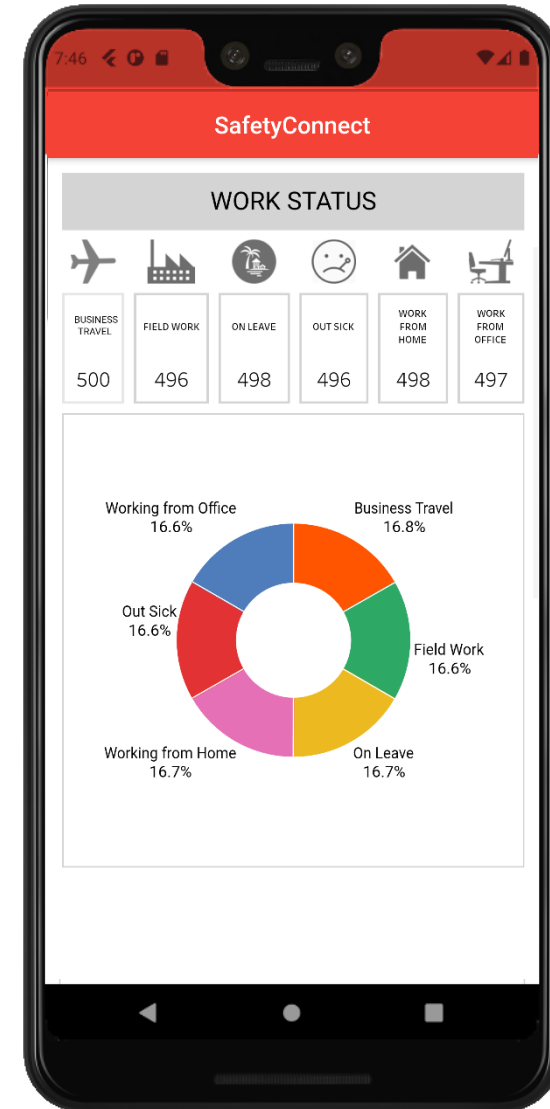 7:46
SafetyConnect
WORK STATUS
BUSINESS
TRAVEL
500
FIELD WORK
496
ON LEAVE
498
OUT SICK
496
WORK
FROM
HOME
498
WORK
FROM
OFFICE
497
Working from Office
16.6%
Business Travel
16.8%
Out Sick
16.6%
Field Work
16.6%
Working from Home
16.7%
On Leave
16.7%